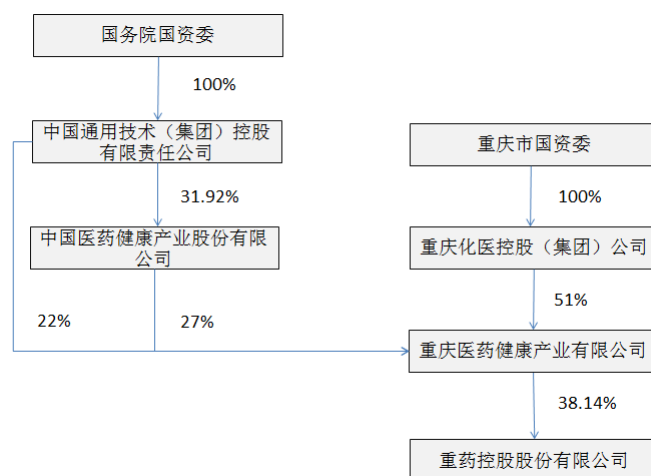 国务院国资委
100%
中国通用技术（集团）控股
有限责任公司
重庆市国资委
31.92%
100%
中国医药健康产业股份有限
公司
重庆化医控股（集团）公司
22%
27%
51%
重庆医药健康产业有限公司
38.14%
重药控股股份有限公司